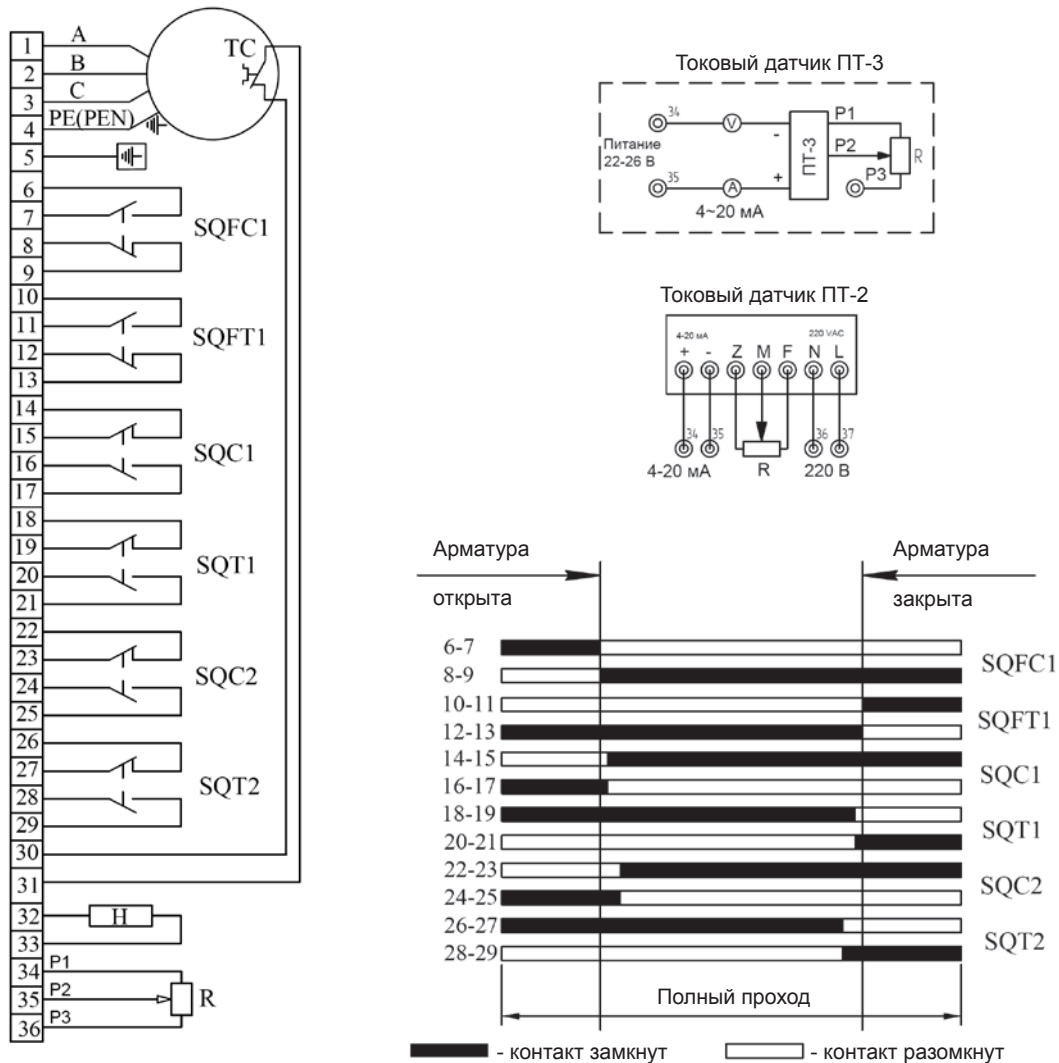 1 A
2 B
3 C
4 PE(PEN)
TC
5
6
7
SQFC1
8
9
10
11
SQFT1
12
13
14
15
SQC1
16
17
18
19
SQT1
20
21
22
23
SQC2
24
25
26
27
SQT2
28
29
30
31
32 H
33
34 P1
35 P2 R
36 P3
Токовый датчик ПТ-3
34 V - P1
Питание
22-26 В
ПТ-3 P2 R
35 A + P3
4~20 мА
Токовый датчик ПТ-2
4-20 мА 220 VAC
+ - Z M F N L
34 35 36 37
4-20 мА R 220 В
Арматура Арматура
открыта закрыта
6-7
SQFC1
8-9
10-11
SQFT1
12-13
14-15
SQC1
16-17
18-19
SQT1
20-21
22-23
SQC2
24-25
26-27
SQT2
28-29
Полный проход
- контакт замкнут - контакт разомкнут